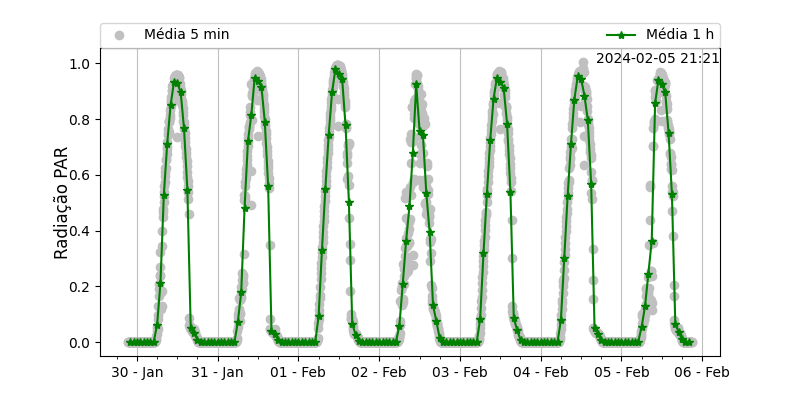 Média 5 min
Média 1 h
2024-02-05 21:21
Radiação PAR
1.0
0.8
0.6
0.4
0.2
0.0
30 - Jan
31 - Jan
01 - Feb
02 - Feb
03 - Feb
04 - Feb
05 - Feb
06 - Feb